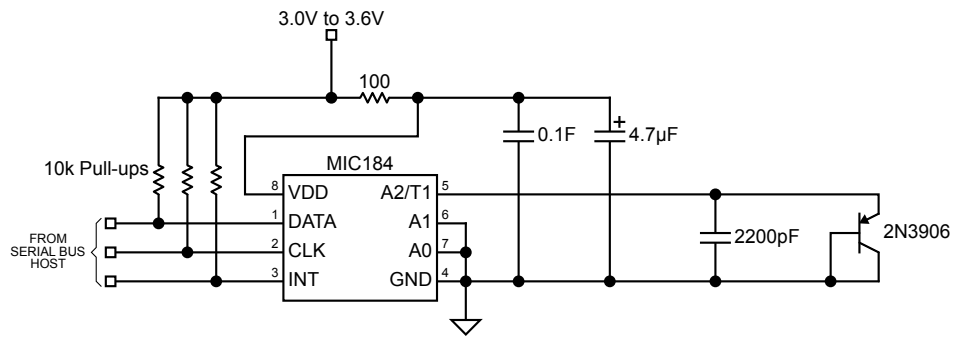 3.0V to 3.6V
100
0.1F
4.7µF
10k Pull-ups
MIC184
8
VDD
A2/T1
5
1
DATA
A1
6
2
CLK
A0
7
3
INT
GND
4
FROM
SERIAL BUS
HOST
2200pF
2N3906
+